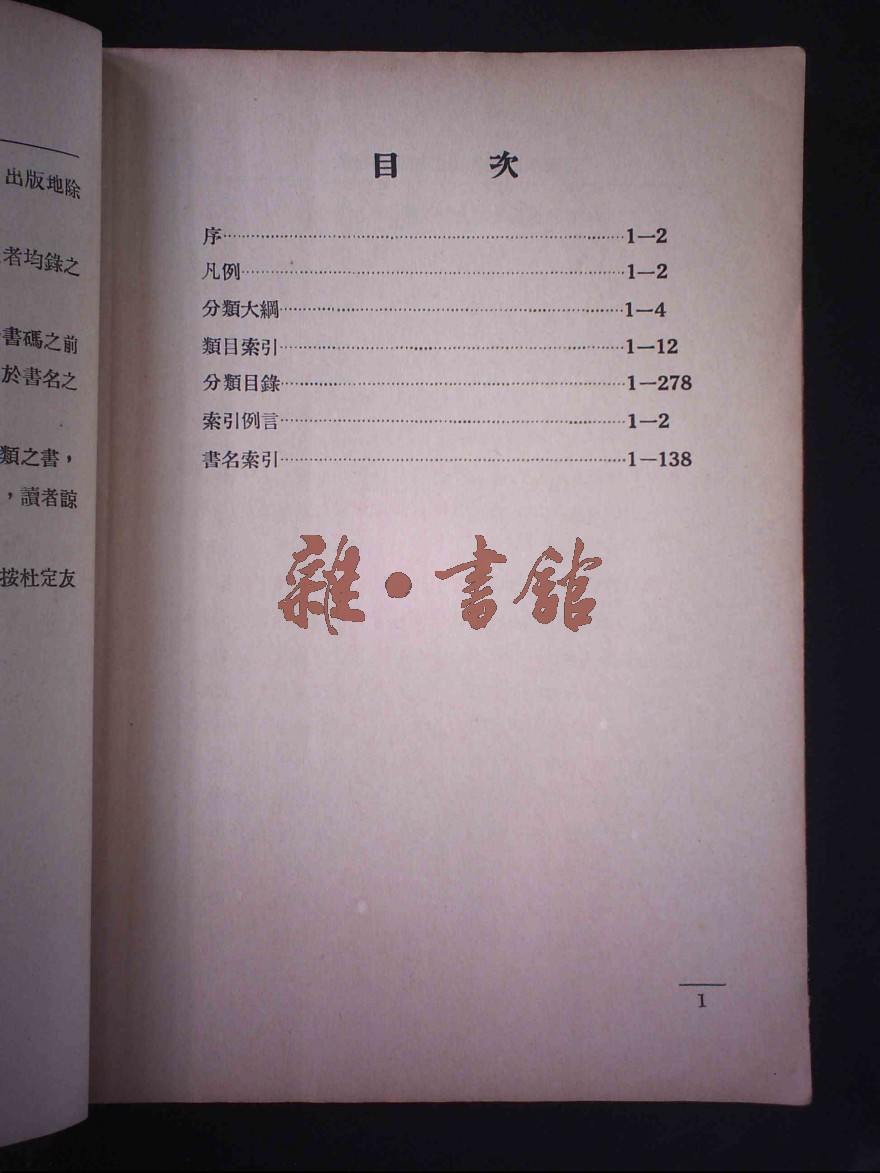 出版地除
者均錄之
書碼之前
於書名之
類之書，
，讀者諒
按杜定友
目 次
序 1—2
凡例 1—2
分類大綱 1—4
類目索引 1—12
分類目錄 1—278
索引例言 1—2
書名索引 1—138
雜·書館
1